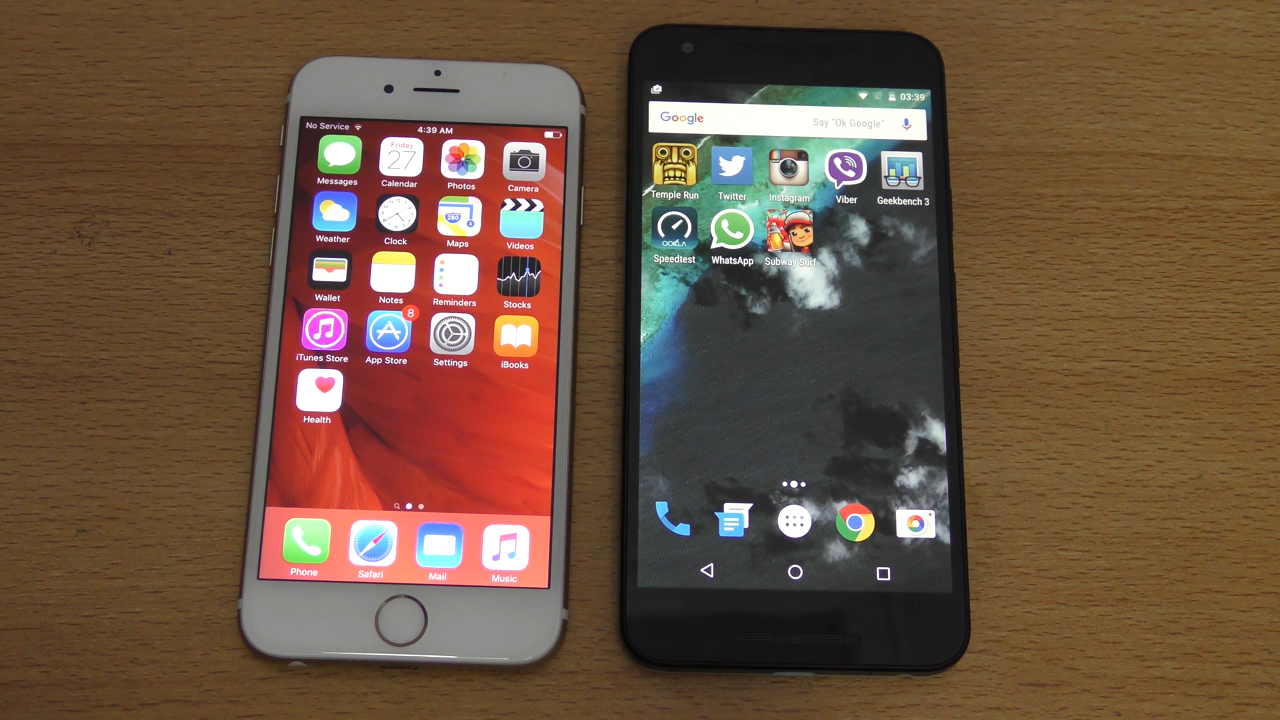 No Service 4:39 AM
Friday
27
Messages Calendar Photos Camera
280
Weather Clock Maps Videos
Wallet Notes Reminders Stocks
8
iTunes Store App Store Settings iBooks
Health
Phone Safari Mail Music
03:39
Google Say "Ok Google"
Temple Run Twitter Instagram Viber Geekbench 3
OOKLA
Speedtest WhatsApp Subway Surf